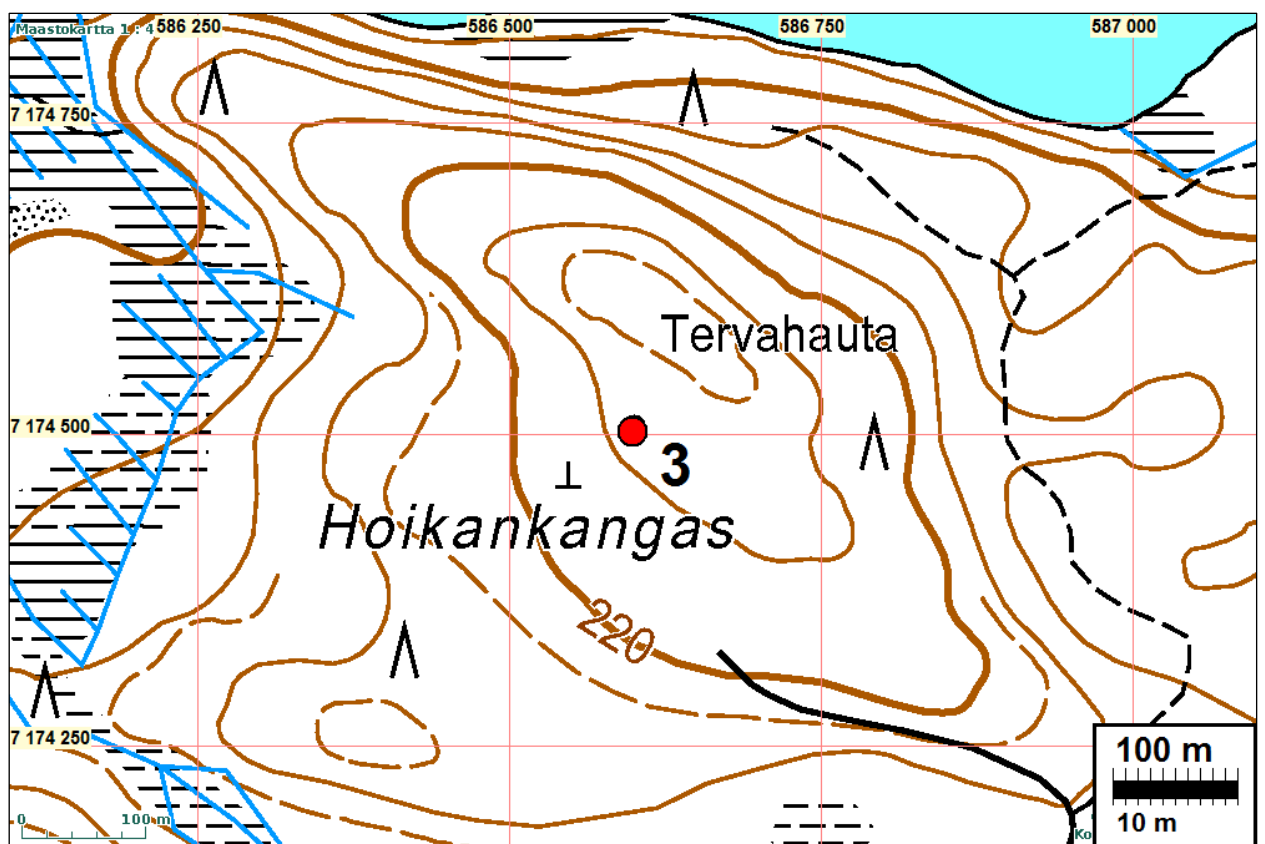 Maastokartta 1 : 4
586 250
586 500
586 750
587 000
7 174 750
Tervahauta
7 174 500
3
Hoikankangas
220
7 174 250
100 m
10 m
0 100 m
Ko